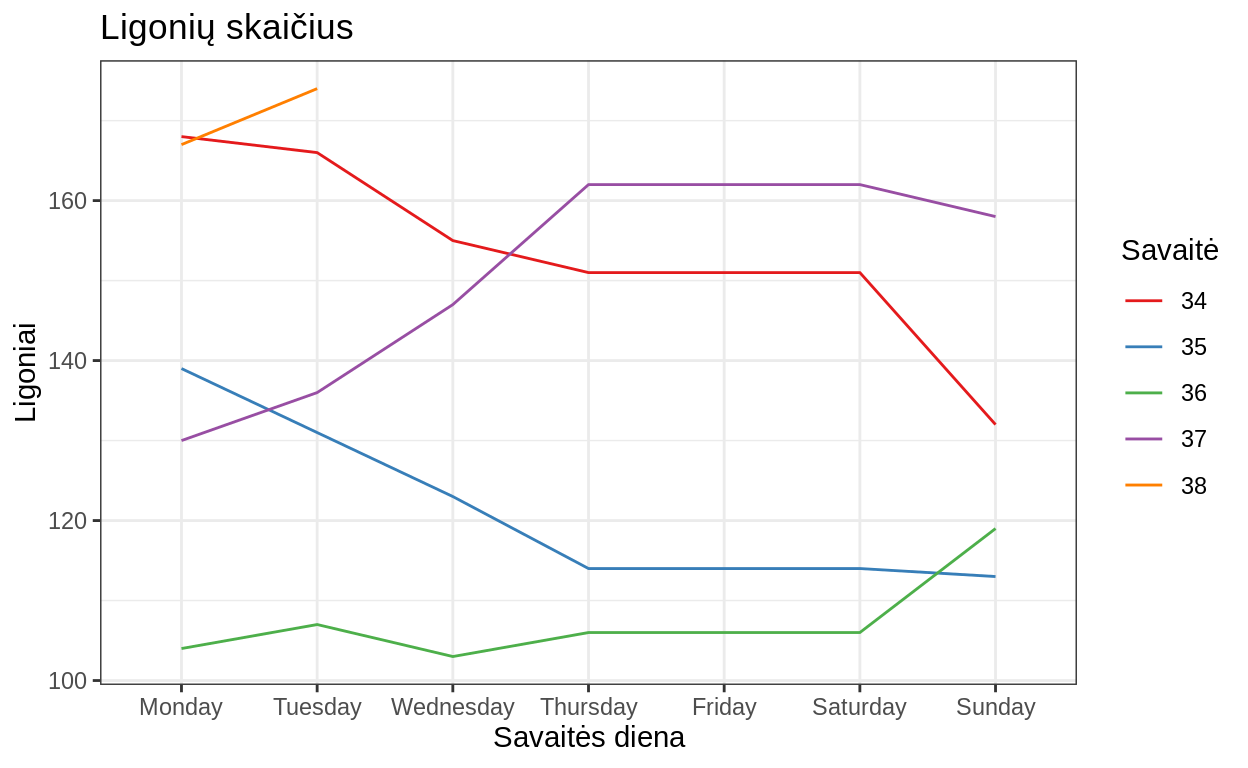 Ligonių skaičius
Ligoniai
160
140
120
100
Monday Tuesday Wednesday Thursday Friday Saturday Sunday
Savaitės diena
Savaitė
34
35
36
37
38